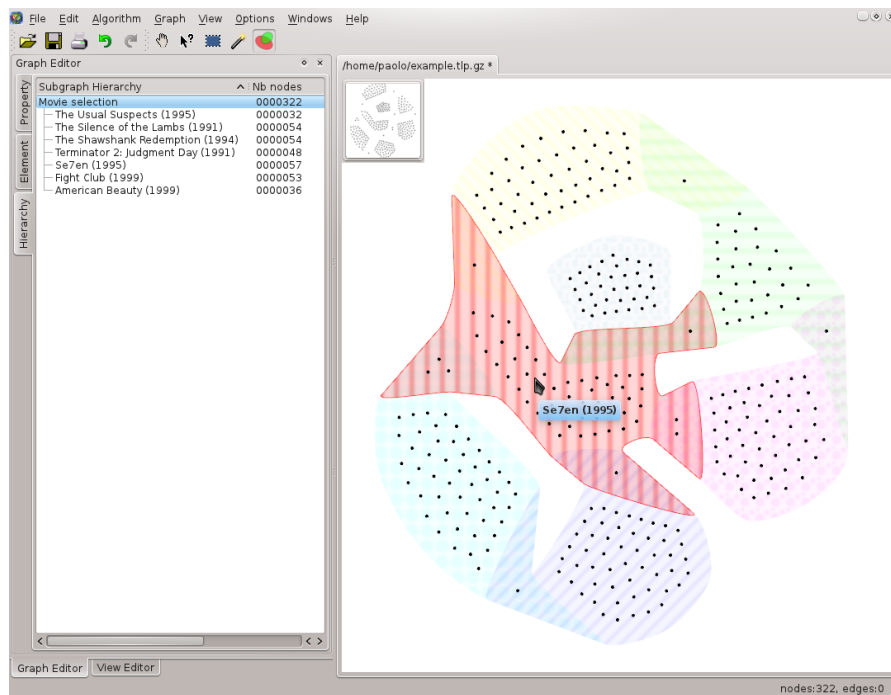 File Edit Algorithm Graph View Options Windows Help
Graph Editor
/home/paolo/example.tlp.gz *
Property
Element
Hierarchy
Subgraph Hierarchy Nb nodes
Movie selection 0000322
The Usual Suspects (1995) 0000032
The Silence of the Lambs (1991) 0000054
The Shawshank Redemption (1994) 0000054
Terminator 2: Judgment Day (1991) 0000048
Se7en (1995) 0000057
Fight Club (1999) 0000053
American Beauty (1999) 0000036
Se7en (1995)
Graph Editor View Editor
nodes:322, edges:0